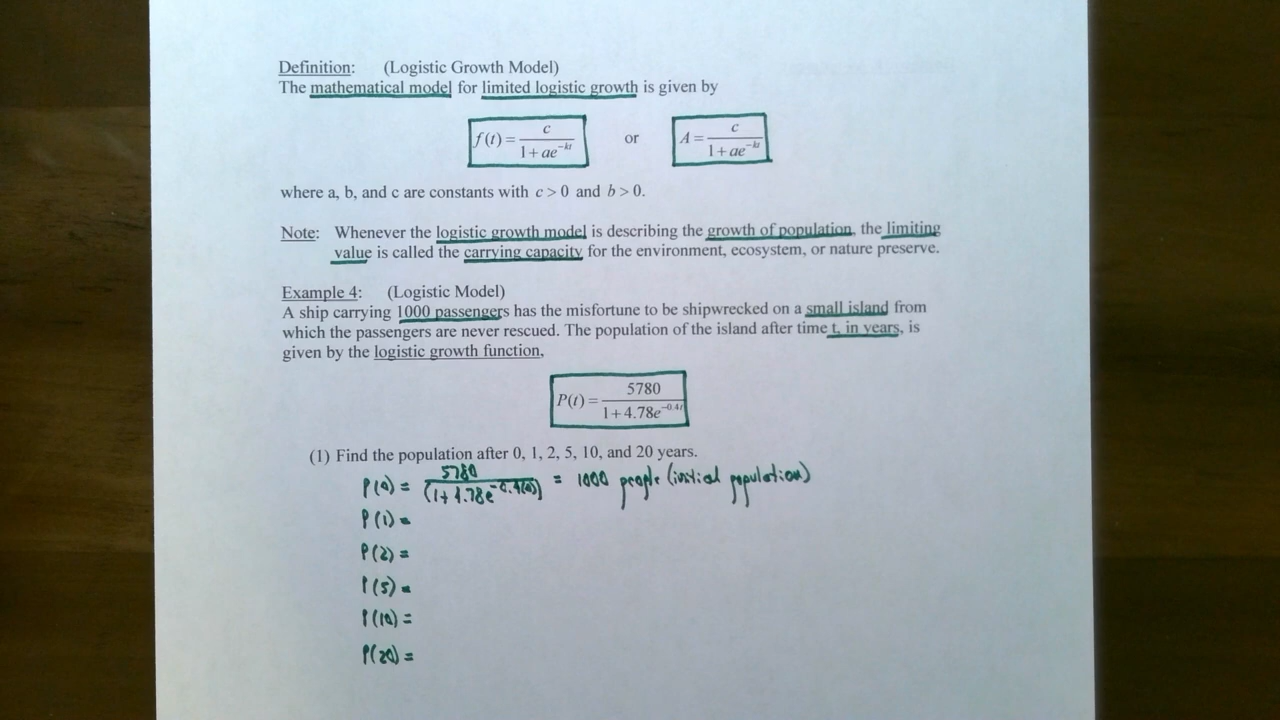 Definition: (Logistic Growth Model)
The mathematical model for limited logistic growth is given by
f(t) = c / (1 + ae^{-kt}) or A = c / (1 + ae^{-kt})
where a, b, and c are constants with c > 0 and b > 0.
Note: Whenever the logistic growth model is describing the growth of population, the limiting
value is called the carrying capacity for the environment, ecosystem, or nature preserve.
Example 4: (Logistic Model)
A ship carrying 1000 passengers has the misfortune to be shipwrecked on a small island from
which the passengers are never rescued. The population of the island after time t, in years, is
given by the logistic growth function,
P(t) = 5780 / (1 + 4.78e^{-0.4t})
(1) Find the population after 0, 1, 2, 5, 10, and 20 years.
P(0) = 5780 / (1 + 4.78e^{-0.4(0)}) = 1000 people (initial population)
P(1) =
P(2) =
P(5) =
P(10) =
P(20) =